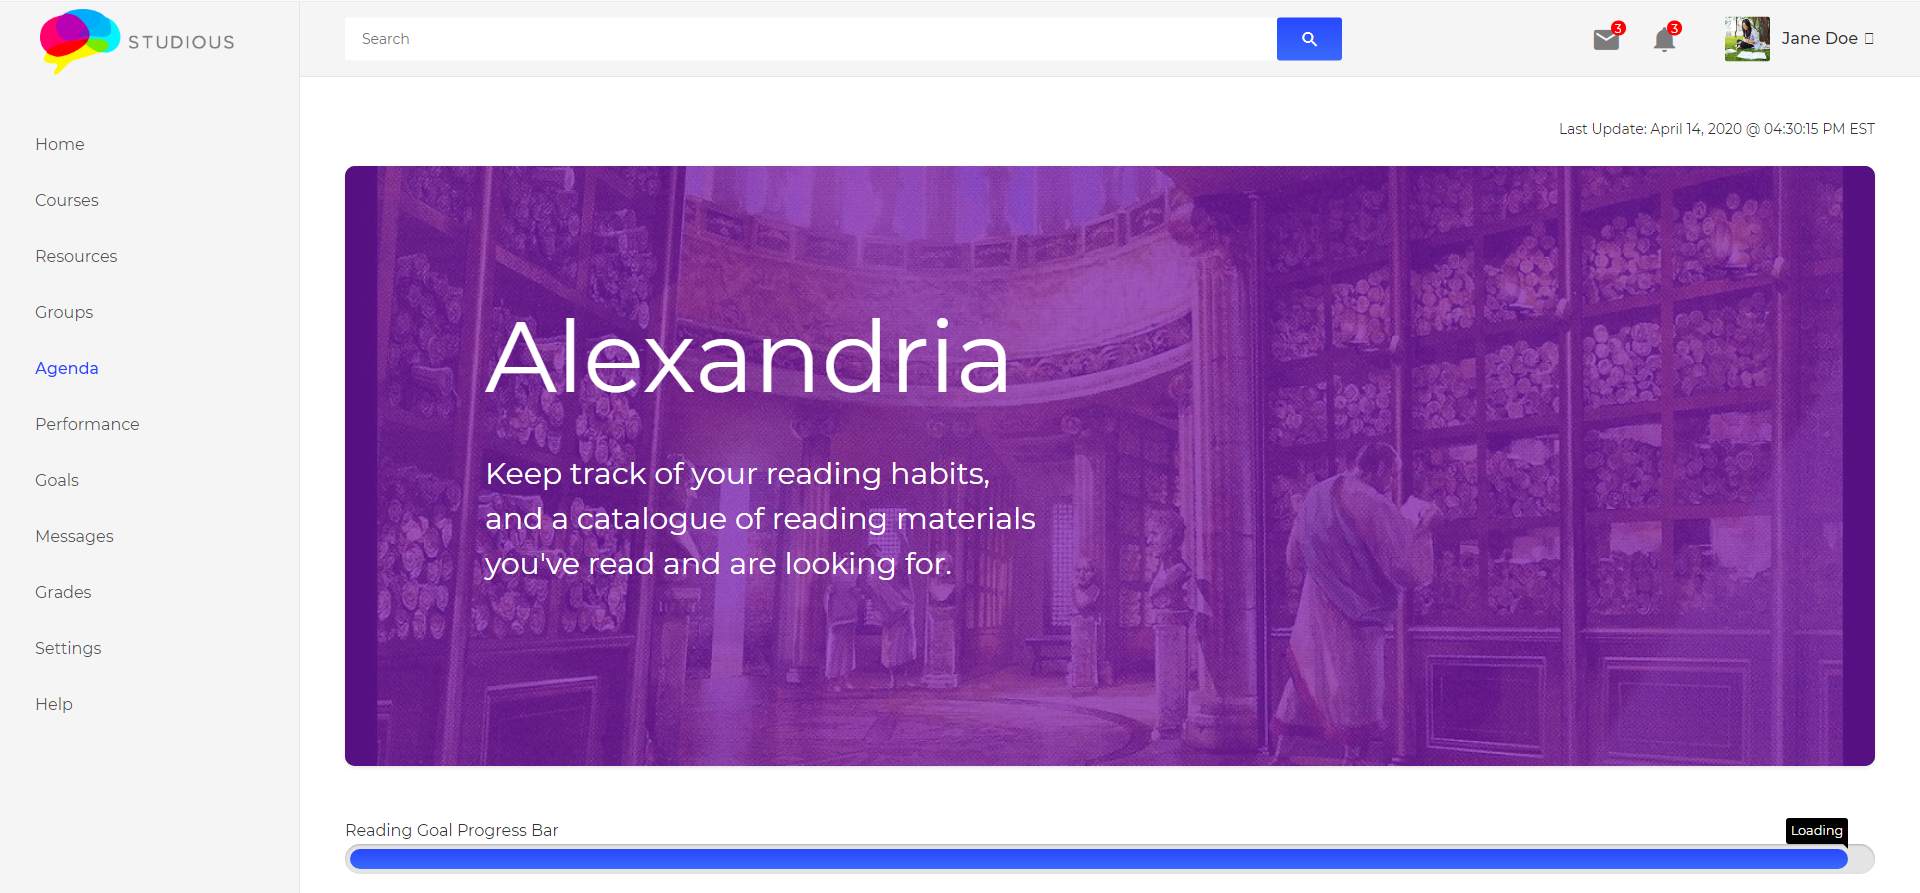 STUDIOUS
Search
3
3
Jane Doe
Home
Courses
Resources
Groups
Agenda
Performance
Goals
Messages
Grades
Settings
Help
Last Update: April 14, 2020 @ 04:30:15 PM EST
Alexandria
Keep track of your reading habits,
and a catalogue of reading materials
you've read and are looking for.
Reading Goal Progress Bar
Loading